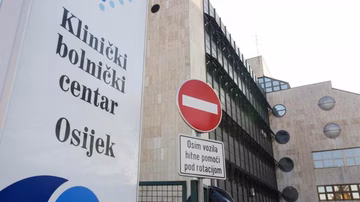 Klinički
bolnički
centar
Osijek
Osim vozila
hitne pomoći
pod rotacijom